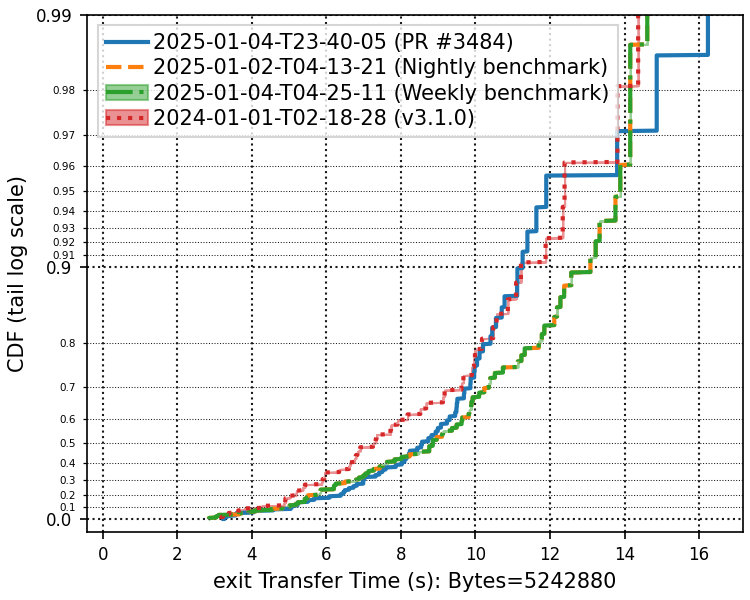 0.99
2025-01-04-T23-40-05 (PR #3484)
2025-01-02-T04-13-21 (Nightly benchmark)
2025-01-04-T04-25-11 (Weekly benchmark)
2024-01-01-T02-18-28 (v3.1.0)
0.98
0.97
0.96
0.95
0.94
0.93
0.92
0.91
0.9
0.8
0.7
0.6
0.5
0.4
0.3
0.2
0.1
0.0
CDF (tail log scale)
0 2 4 6 8 10 12 14 16
exit Transfer Time (s): Bytes=5242880